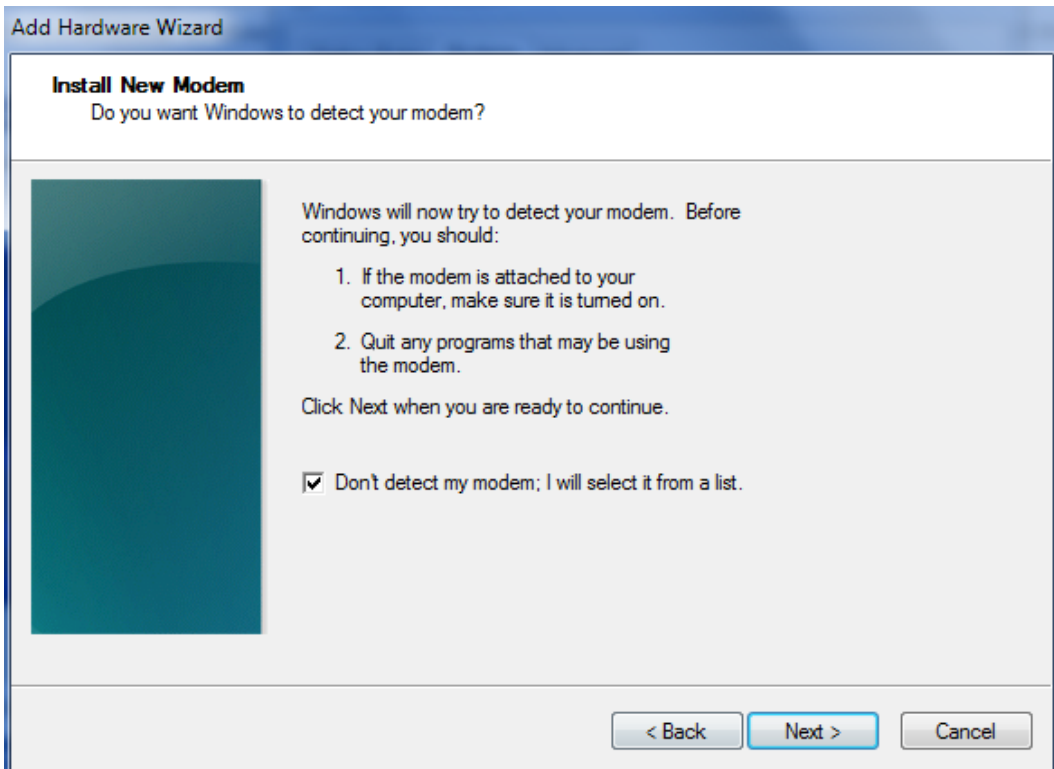 Add Hardware Wizard
Install New Modem
Do you want Windows to detect your modem?
Windows will now try to detect your modem.  Before
continuing, you should:
1. If the modem is attached to your
computer, make sure it is turned on.
2. Quit any programs that may be using
the modem.
Click Next when you are ready to continue.
Don't detect my modem; I will select it from a list.
< Back Next > Cancel